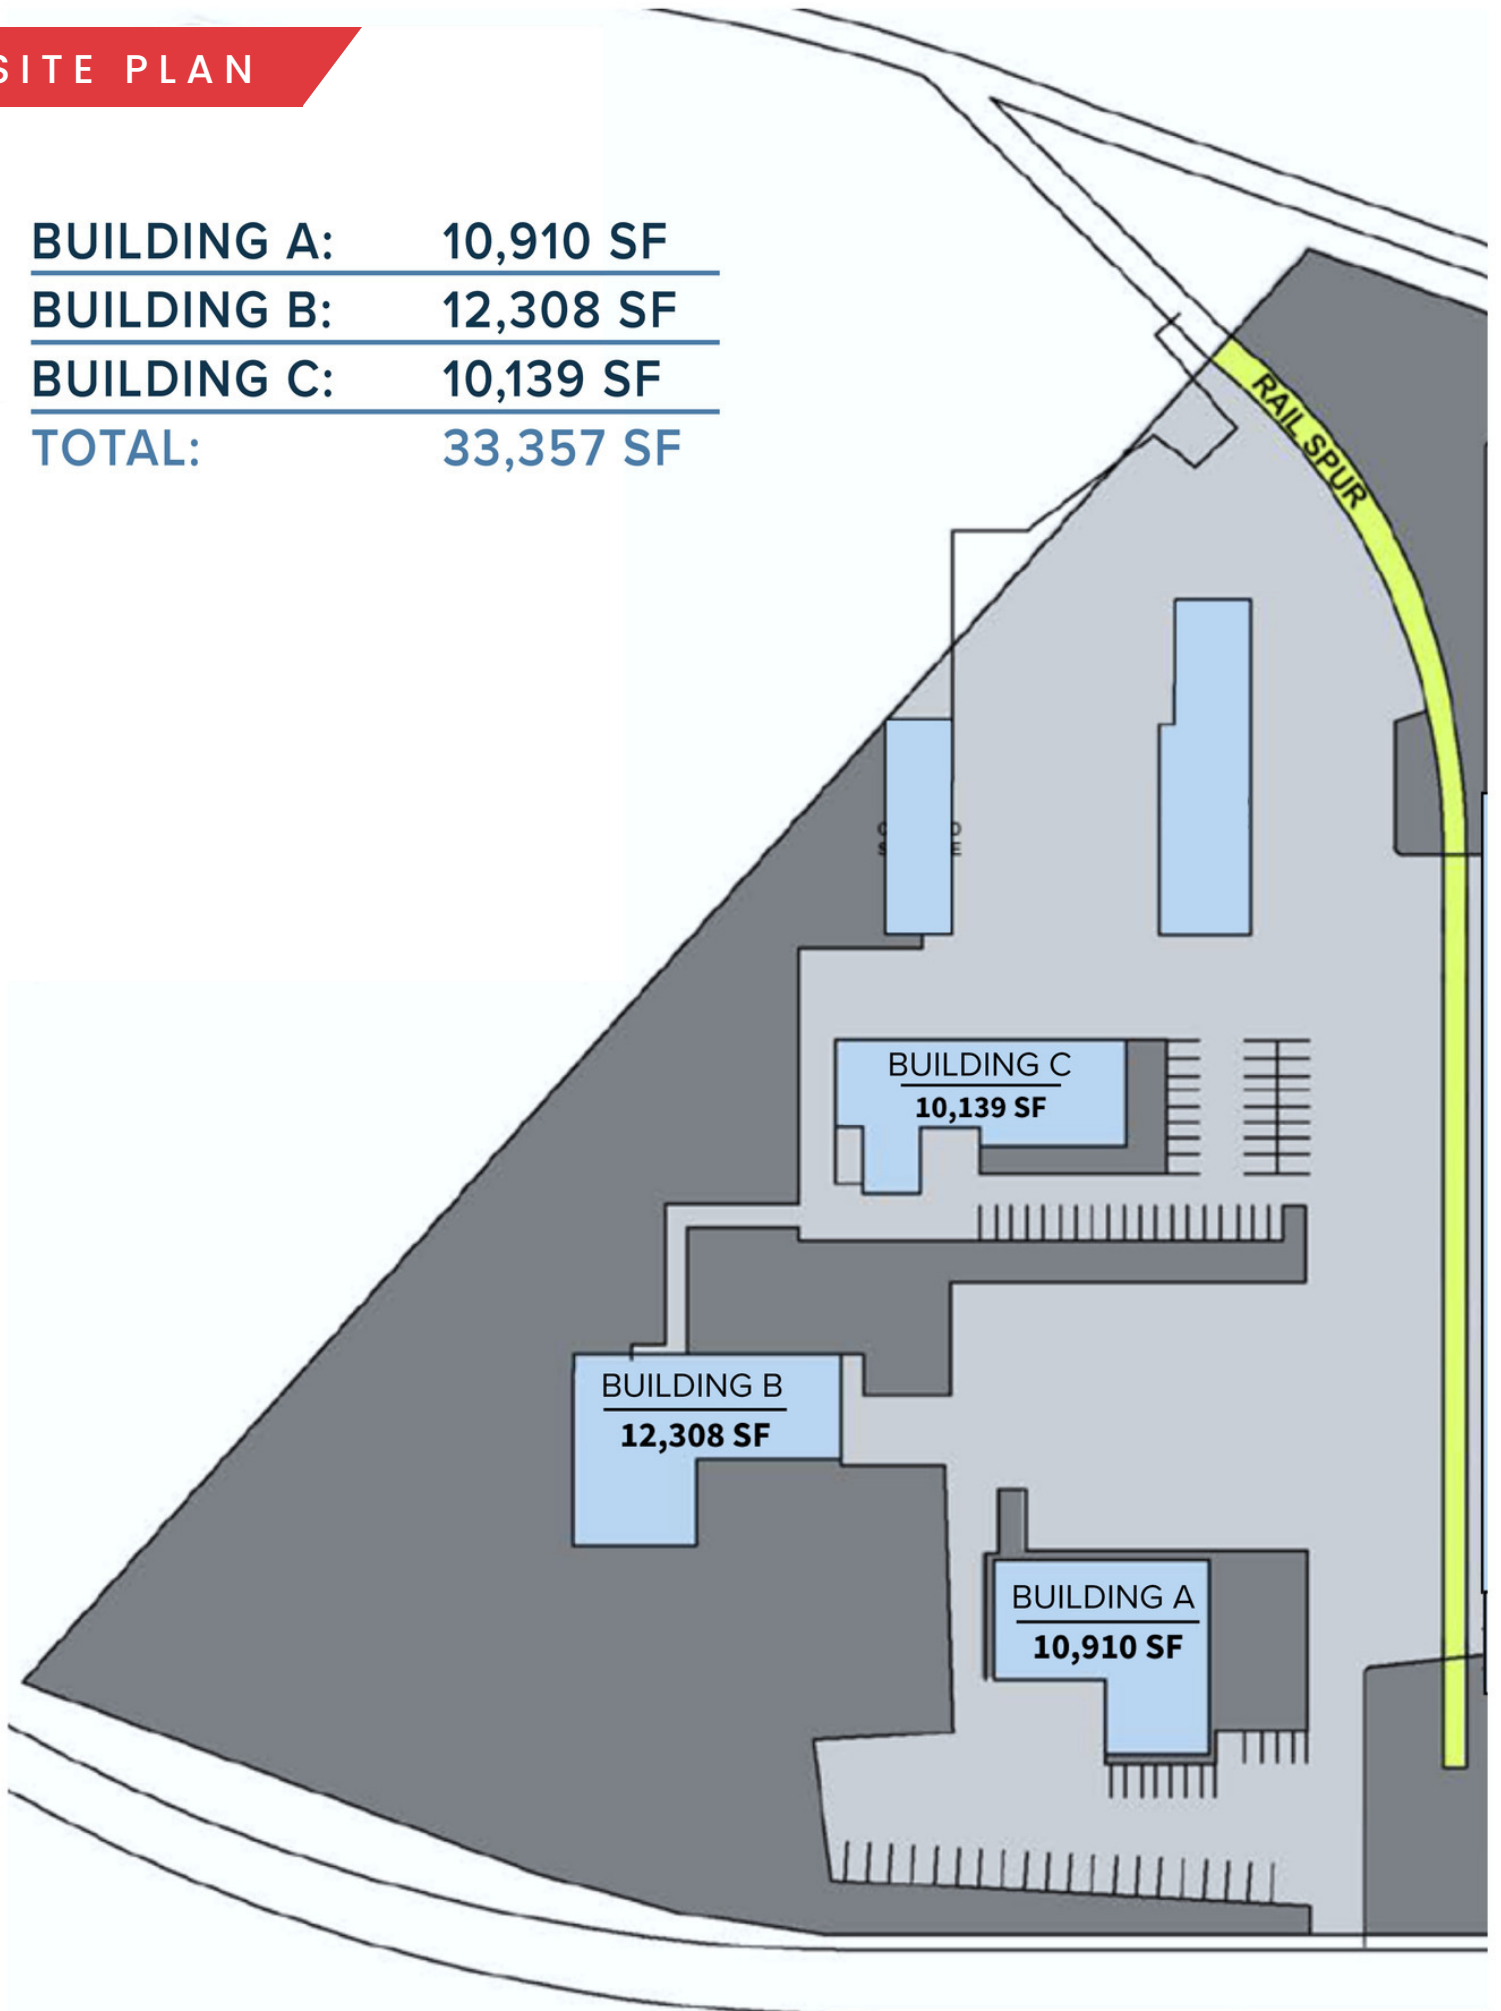 SITE PLAN
BUILDING A: 10,910 SF
BUILDING B: 12,308 SF
BUILDING C: 10,139 SF
TOTAL: 33,357 SF
RAIL SPUR
BUILDING C
10,139 SF
BUILDING B
12,308 SF
BUILDING A
10,910 SF